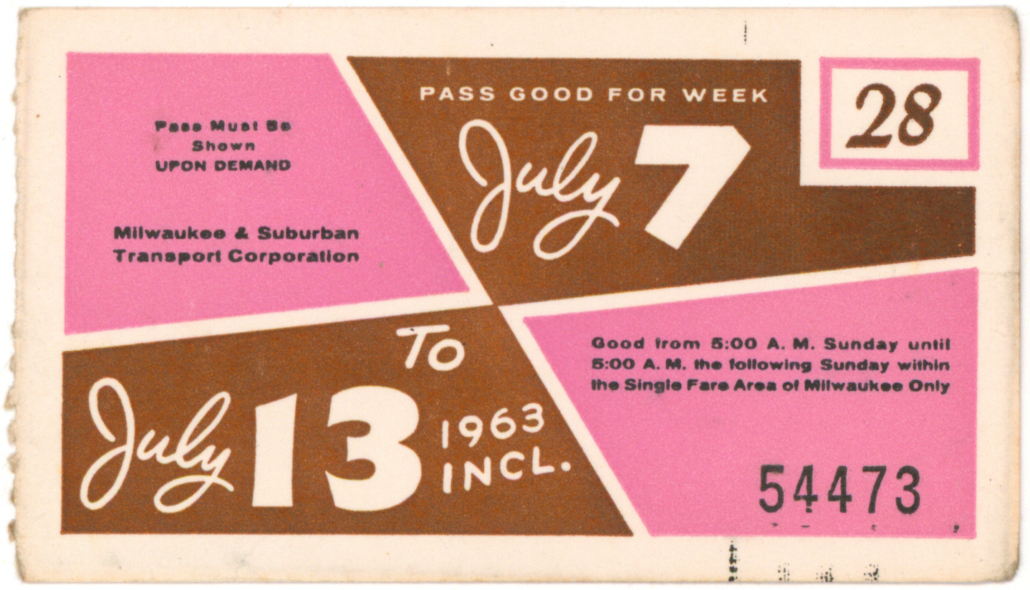 PASS GOOD FOR WEEK
July 7
28
Pass Must Be
Shown
UPON DEMAND
Milwaukee & Suburban
Transport Corporation
To
July 13 1963
INCL.
Good from 5:00 A. M. Sunday until
5:00 A. M. the following Sunday within
the Single Fare Area of Milwaukee Only
54473